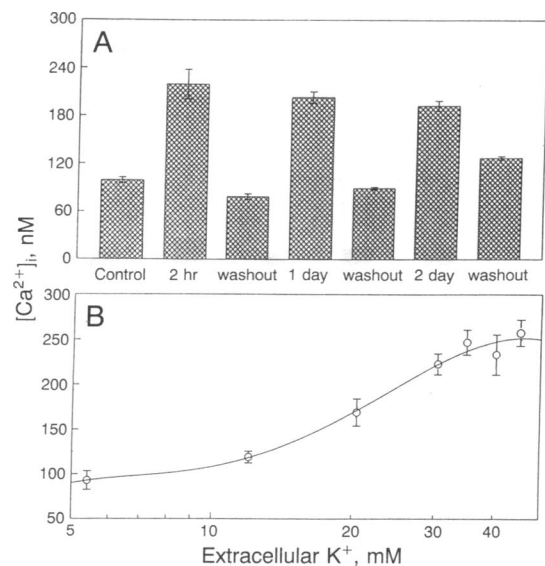 300
A
240
180
120
60
0
Control 2 hr washout 1 day washout 2 day washout
[Ca²⁺]ᵢ, nM
300
B
250
200
150
100
50
5 10 20 30 40
Extracellular K⁺, mM